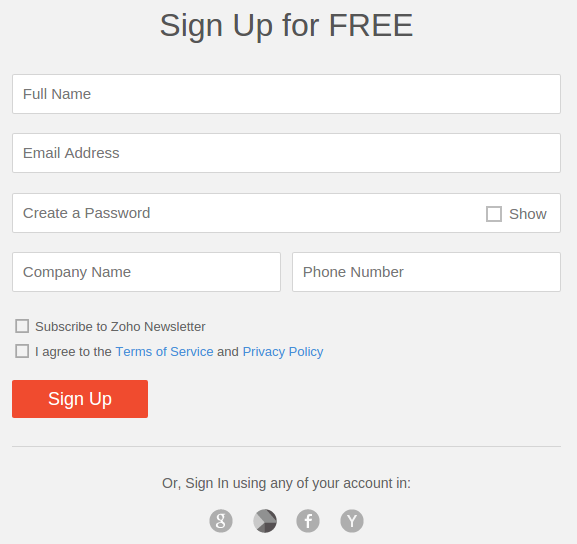 Sign Up for FREE
Full Name
Email Address
Create a Password Show
Company Name Phone Number
Subscribe to Zoho Newsletter
I agree to the Terms of Service and Privacy Policy
Sign Up
Or, Sign In using any of your account in:
g f Y